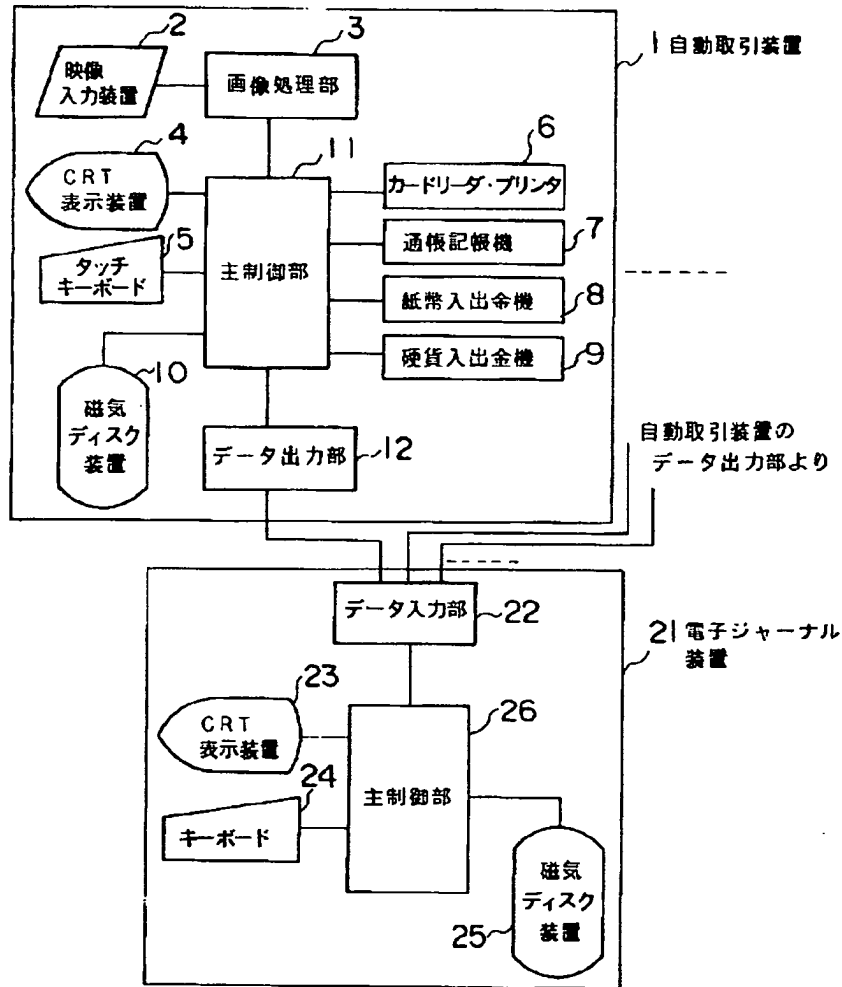 1 自動取引装置
2
映像
入力装置
3
画像処理部
4
CRT
表示装置
11
主制御部
6
カードリーダ・プリンタ
5
タッチ
キーボード
通帳記帳機
7
紙幣入出金機
8
硬貨入出金機
9
10
磁気
ディスク
装置
データ出力部
12
自動取引装置の
データ出力部より
データ入力部
22
21 電子ジャーナル
装置
23
CRT
表示装置
26
主制御部
24
キーボード
磁気
ディスク
装置
25